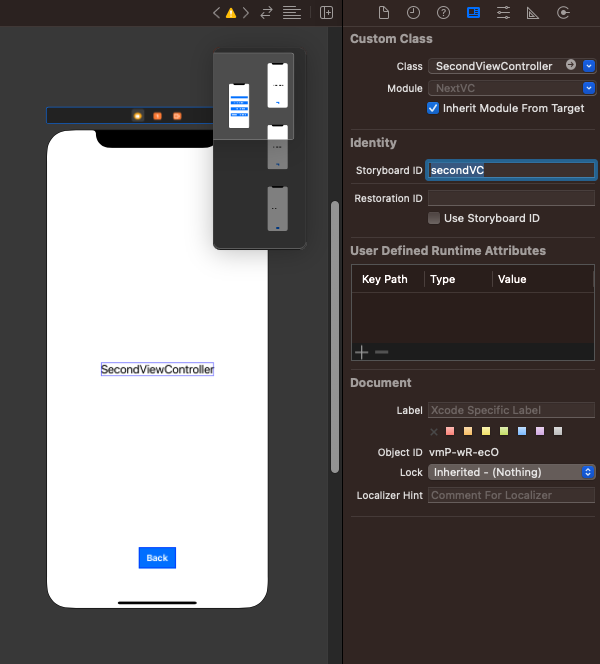 Custom Class
Class SecondViewController
Module NextVC
Inherit Module From Target
Identity
Storyboard ID secondVC
Restoration ID
Use Storyboard ID
User Defined Runtime Attributes
Key Path Type Value
Document
Label Xcode Specific Label
Object ID vmP-wR-ecO
Lock Inherited - (Nothing)
Localizer Hint Comment For Localizer
SecondViewController
Back